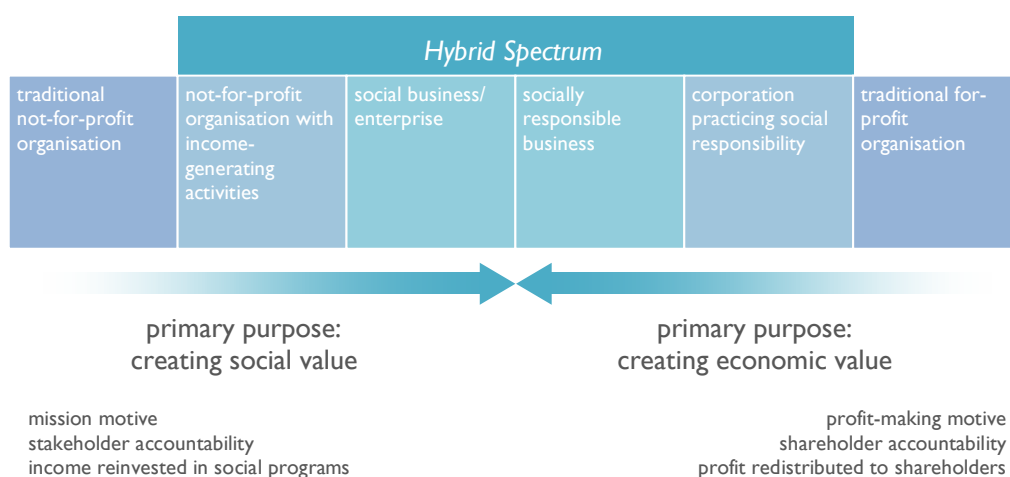 Hybrid Spectrum
traditional
not-for-profit
organisation
not-for-profit
organisation with
income-
generating
activities
social business/
enterprise
socially
responsible
business
corporation
practicing social
responsibility
traditional for-
profit
organisation
primary purpose:
creating social value
primary purpose:
creating economic value
mission motive
stakeholder accountability
income reinvested in social programs
profit-making motive
shareholder accountability
profit redistributed to shareholders